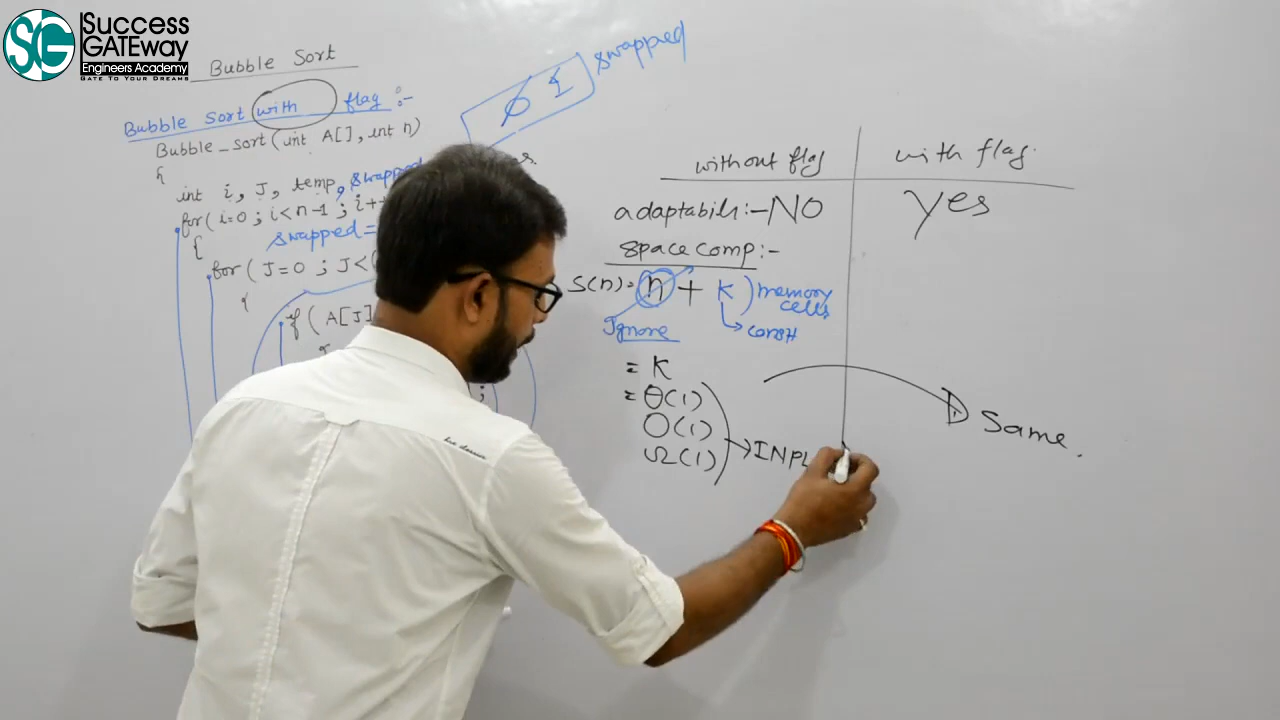 Success
GATEway
Engineers Academy
GATE TO YOUR DREAMS
Bubble Sort
Bubble Sort with flag :-
Bubble_sort(int A[], int n)
{
int i, J, temp, swapped
for(i=0; i<n-1; i++
{ swapped=
for( J=0 ; J<(
{
if( A[J]
{
;
0 1 swapped
without flag
with flag.
adaptabili:- NO
Yes
space comp:-
S(n)= n + K ) memory cells
Ignore
const
= K
= θ(1)
O(1)
Ω(1)
INPL
Same.